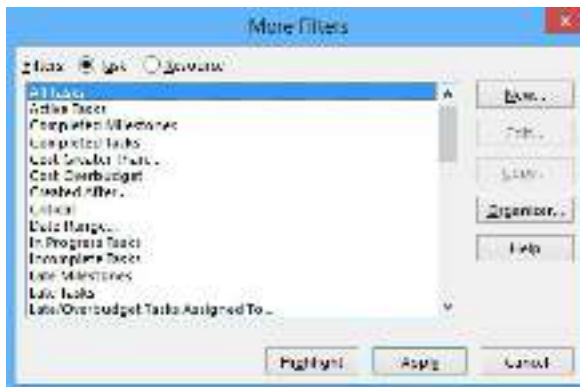 More Filters
Filters: Task Resource
All Tasks
Active Tasks
Completed Milestones
Completed Tasks
Cost Greater Than...
Cost Overbudget
Created After...
Critical
Date Range...
In Progress Tasks
Incomplete Tasks
Late Milestones
Late Tasks
Late/Overbudget Tasks Assigned To...
New...
Edit...
Copy...
Organizer...
Help
Highlight Apply Cancel